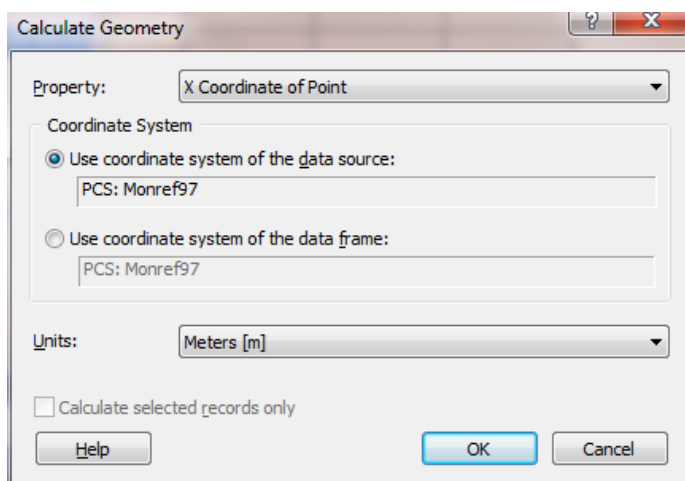 Calculate Geometry
?
X
Property:
X Coordinate of Point
Coordinate System
Use coordinate system of the data source:
PCS: Monref97
Use coordinate system of the data frame:
PCS: Monref97
Units:
Meters [m]
Calculate selected records only
Help
OK
Cancel